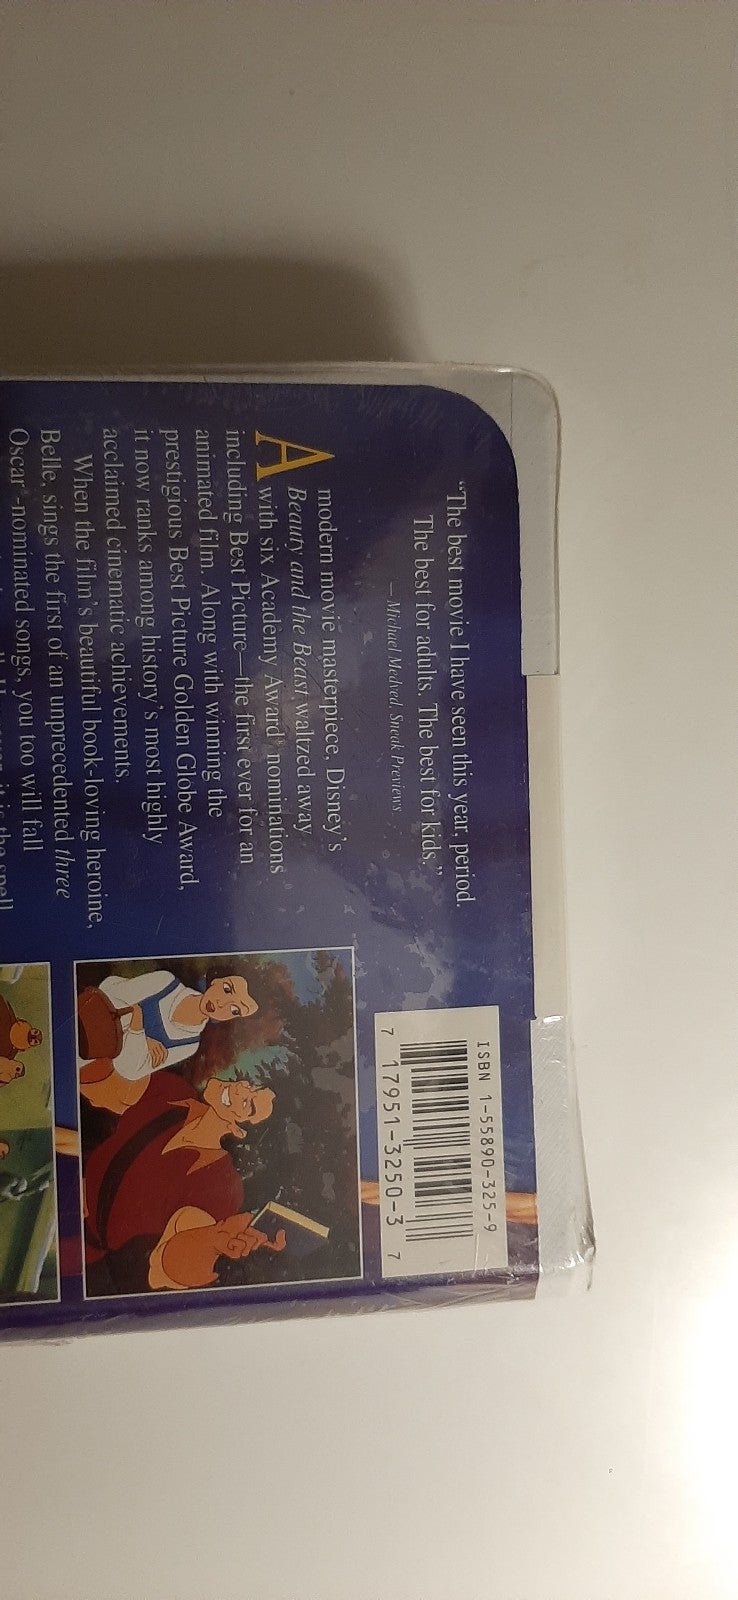 "The best movie I have seen this year, period.
The best for adults. The best for kids."
—Michael Medved, Sneak Previews
ISBN 1-55890-325-9
7 17951-3250-3 7
A modern movie masterpiece, Disney's
Beauty and the Beast waltzed away
with six Academy Award® nominations
including Best Picture—the first ever for an
animated film. Along with winning the
prestigious Best Picture Golden Globe Award,
it now ranks among history's most highly
acclaimed cinematic achievements.
When the film's beautiful book-loving heroine,
Belle, sings the first of an unprecedented three
Oscar®-nominated songs, you too will fall
it is the spell